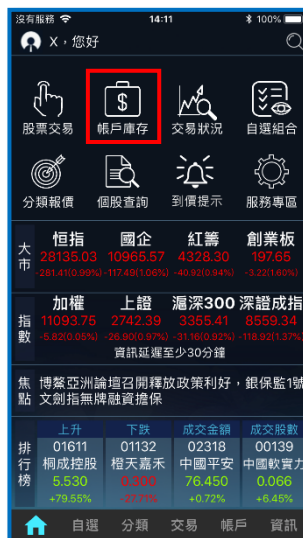 沒有服務 14:11 100%
X，您好
股票交易 帳戶庫存 交易狀況 自選組合
分類報價 個股查詢 到價提示 服務專區
大市
恒指 國企 紅籌 創業板
28135.03 10965.57 4328.30 197.65
-281.41(0.99%) -117.49(1.06%) -40.92(0.94%) -3.22(1.60%)
指數
加權 上證 滬深300 深證成指
11093.75 2742.39 3355.41 8559.34
-5.82(0.05%) -26.90(0.97%) -31.16(0.92%) -118.92(1.37%)
資訊延遲至少30分鐘
焦點
博鰲亞洲論壇召開釋放政策利好，銀保監1號
文創指無牌融資擔保
排行榜
上升 下跌 成交金額 成交股數
01611 01132 02318 00139
桐成控股 橙天嘉禾 中國平安 中國軟實力
5.530 0.390 76.450 0.066
+79.55% -27.71% +0.72% +6.45%
自選 分類 交易 帳戶 資訊